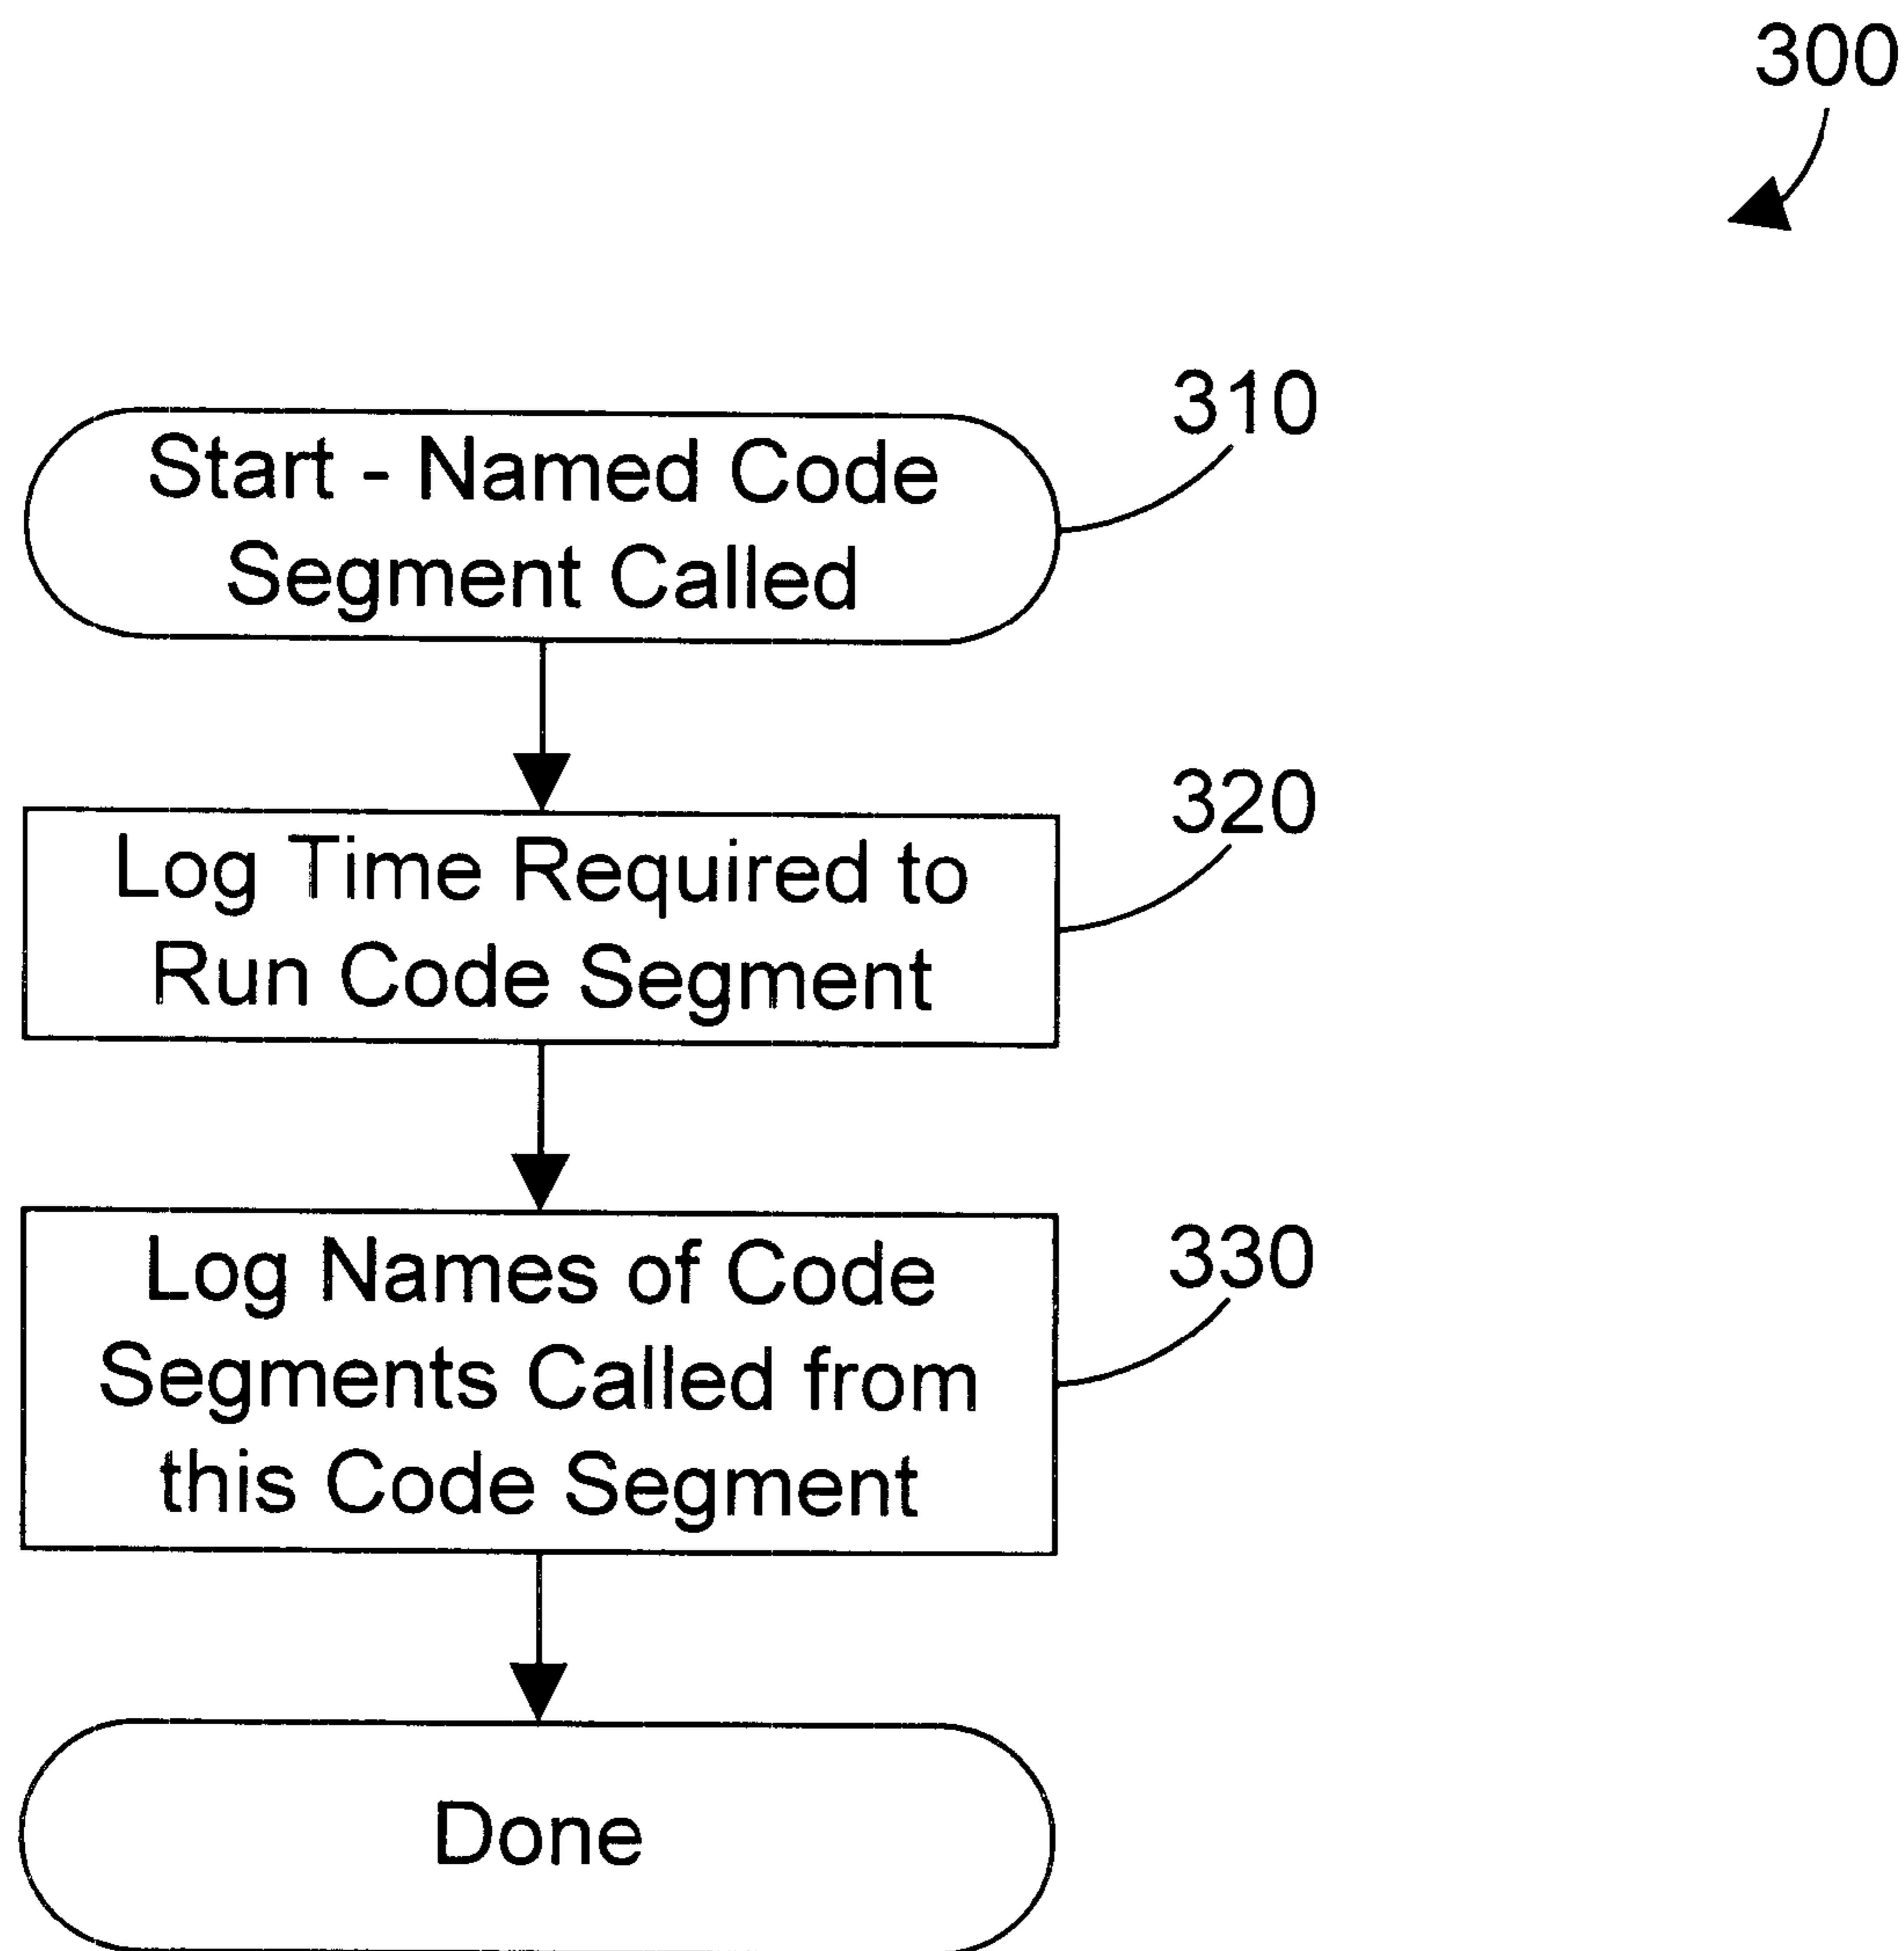 300
310
Start - Named Code
Segment Called
320
Log Time Required to
Run Code Segment
330
Log Names of Code
Segments Called from
this Code Segment
Done